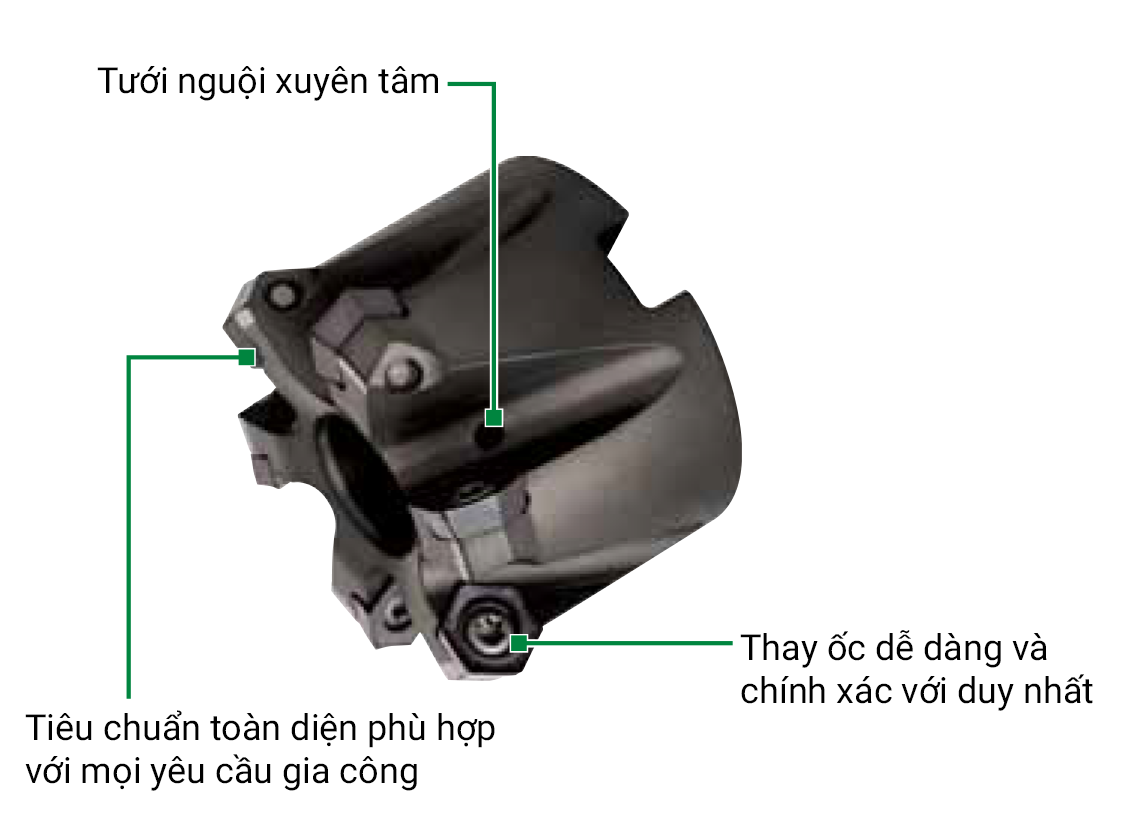 Tưới nguội xuyên tâm
Thay ốc dễ dàng và
chính xác với duy nhất
Tiêu chuẩn toàn diện phù hợp
với mọi yêu cầu gia công